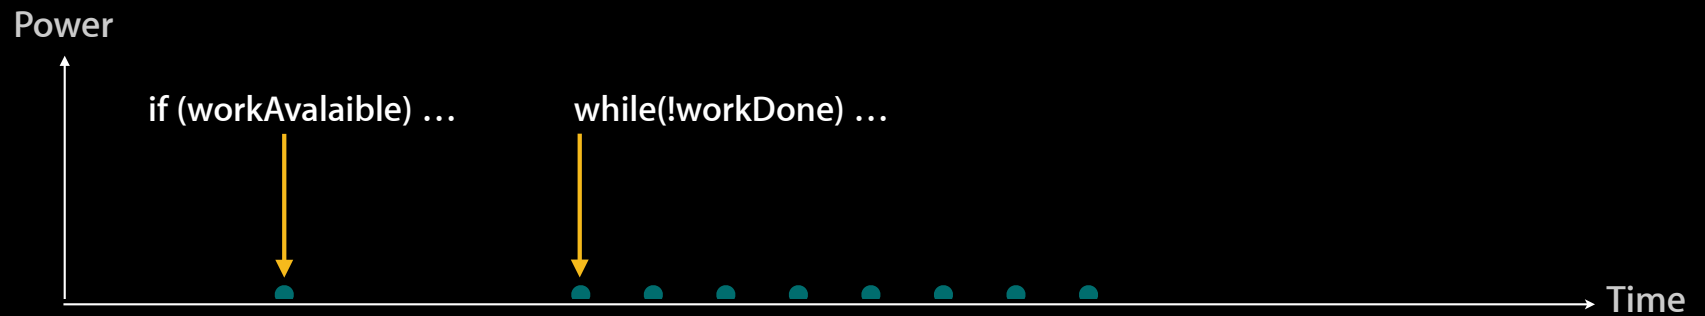 Power
if (workAvalaible) …
while(!workDone) …
Time